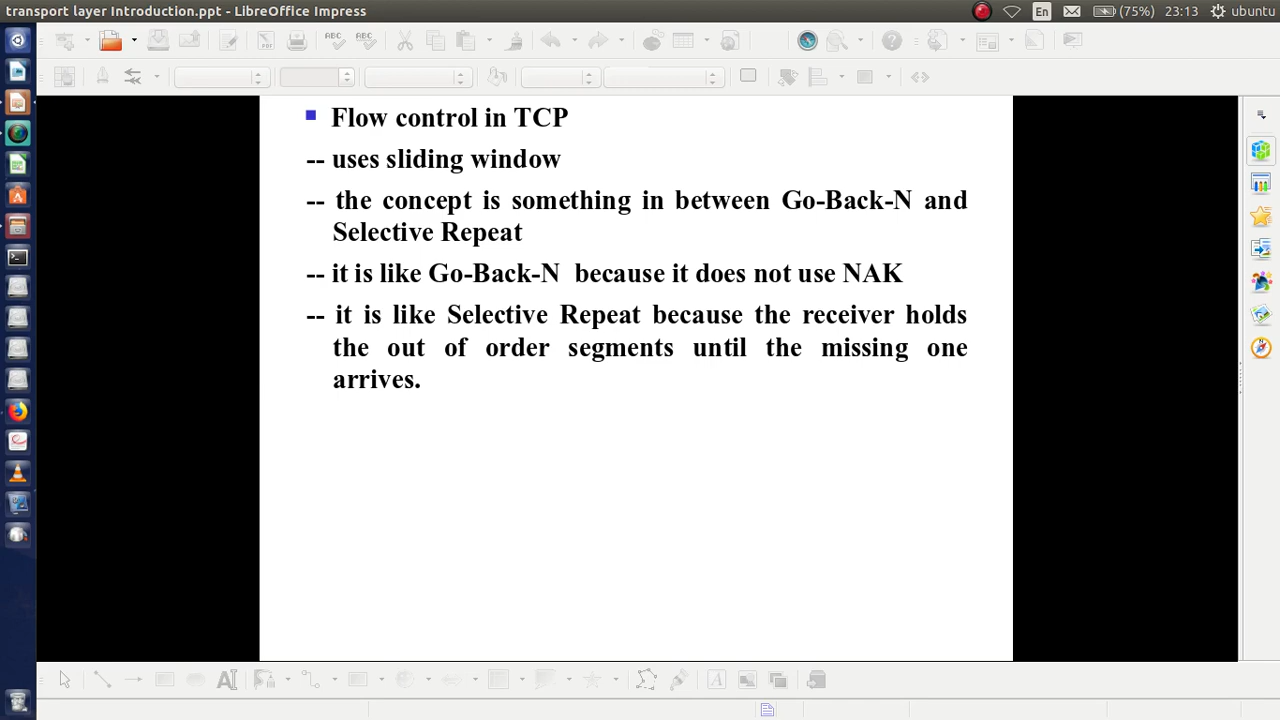 transport layer Introduction.ppt - LibreOffice Impress
En (75%) 23:13 ubuntu
Flow control in TCP
-- uses sliding window
-- the concept is something in between Go-Back-N and
Selective Repeat
-- it is like Go-Back-N because it does not use NAK
-- it is like Selective Repeat because the receiver holds
the out of order segments until the missing one
arrives.